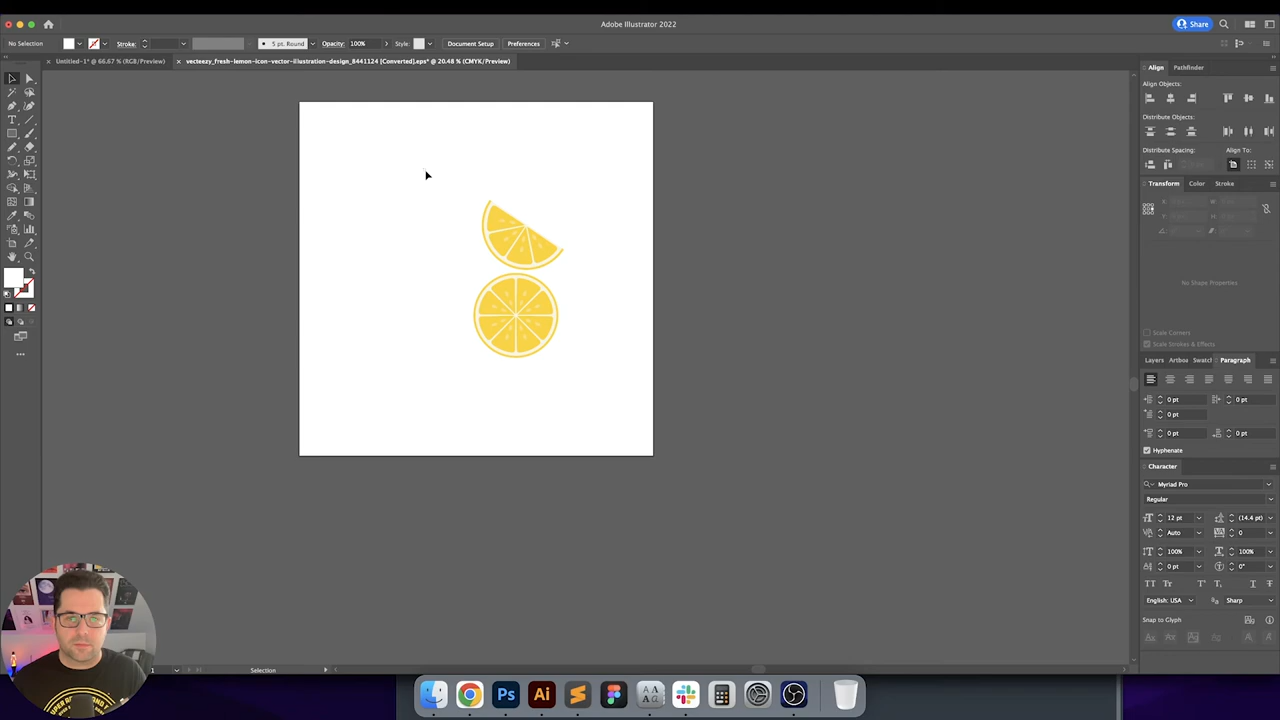 Adobe Illustrator 2022
Share
No Selection
Stroke:
5 pt. Round
Opacity: 100%
Style:
Document Setup
Preferences
Untitled-1* @ 66.67 % (RGB/Preview)
vecteezy_fresh-lemon-icon-vector-illustration-design_8441124 [Converted].eps* @ 20.48 % (CMYK/Preview)
Align Pathfinder
Align Objects:
Distribute Objects:
Distribute Spacing: Align To:
Transform Color Stroke
No Shape Properties
Scale Corners
Scale Strokes & Effects
Layers Artboa Swatch Paragraph
0 pt 0 pt
0 pt
0 pt 0 pt
Hyphenate
Character
Myriad Pro
Regular
12 pt (14.4 pt)
Auto 0
100% 100%
0 pt 0°
English: USA Sharp
Snap to Glyph
1 Selection
Ps Ai